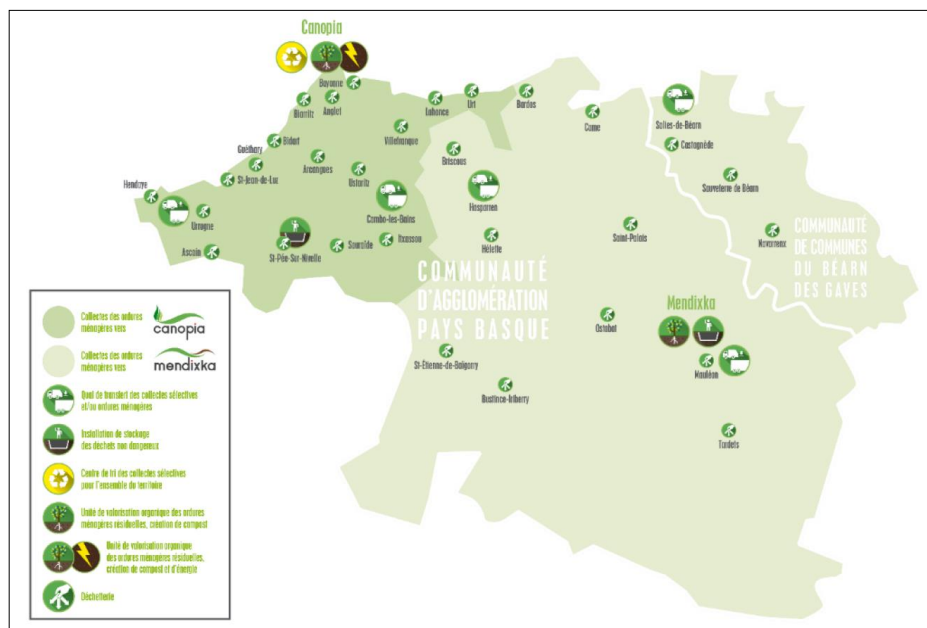 Canopia
Bayonne
Biarritz
Anglet
Lahonce
Urt
Bardos
Came
Salies-de-Béarn
Castagnède
Guéthary
Bidart
Villefranque
Briscous
Arcangues
St-Jean-de-Luz
Ustaritz
Sauveterre de Béarn
Hendaye
Urrugne
Cambo-les-Bains
Hasparren
Ascain
St-Pée-Sur-Nivelle
Souraïde
Itxassou
Hélette
Saint-Palais
Navarrenx
COMMUNAUTÉ
DE COMMUNES
DU BÉARN
DES GAVES
COMMUNAUTÉ
D'AGGLOMÉRATION
PAYS BASQUE
Mendixka
Ostabat
St-Étienne-de-Baïgorry
Mauléon
Bustince-Iriberry
Tardets
Collectes des ordures
ménagères vers
canopia
Collectes des ordures
ménagères vers
mendixka
Quai de transfert des collectes sélectives
et/ou ordures ménagères
Installation de stockage
des déchets non dangereux
Centre de tri des collectes sélectives
pour l'ensemble du territoire
Unité de valorisation organique des ordures
ménagères résiduelles, création de compost
Unité de valorisation organique
des ordures ménagères résiduelles,
création de compost et d'énergie
Déchetterie